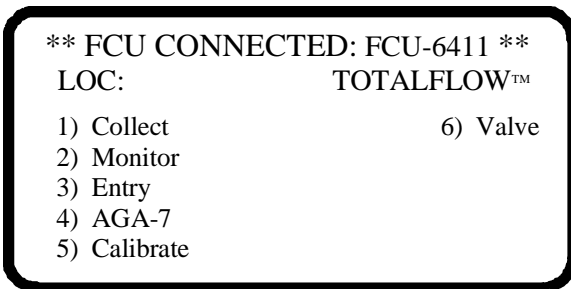 ** FCU CONNECTED: FCU-6411 **
LOC: TOTALFLOW™
1) Collect 6) Valve
2) Monitor
3) Entry
4) AGA-7
5) Calibrate